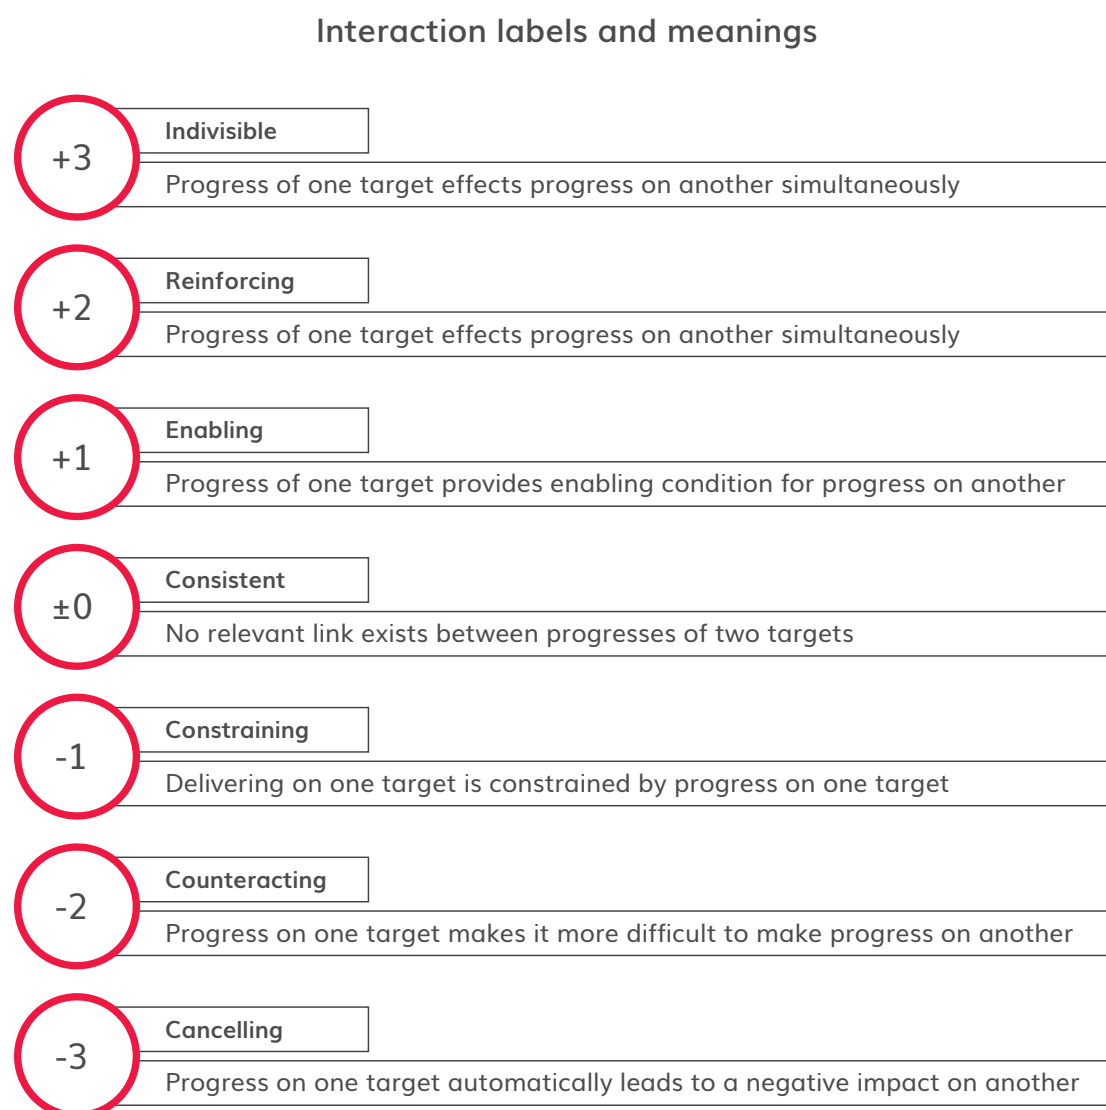 Interaction labels and meanings
+3
Indivisible
Progress of one target effects progress on another simultaneously
+2
Reinforcing
Progress of one target effects progress on another simultaneously
+1
Enabling
Progress of one target provides enabling condition for progress on another
±0
Consistent
No relevant link exists between progresses of two targets
-1
Constraining
Delivering on one target is constrained by progress on one target
-2
Counteracting
Progress on one target makes it more difficult to make progress on another
-3
Cancelling
Progress on one target automatically leads to a negative impact on another